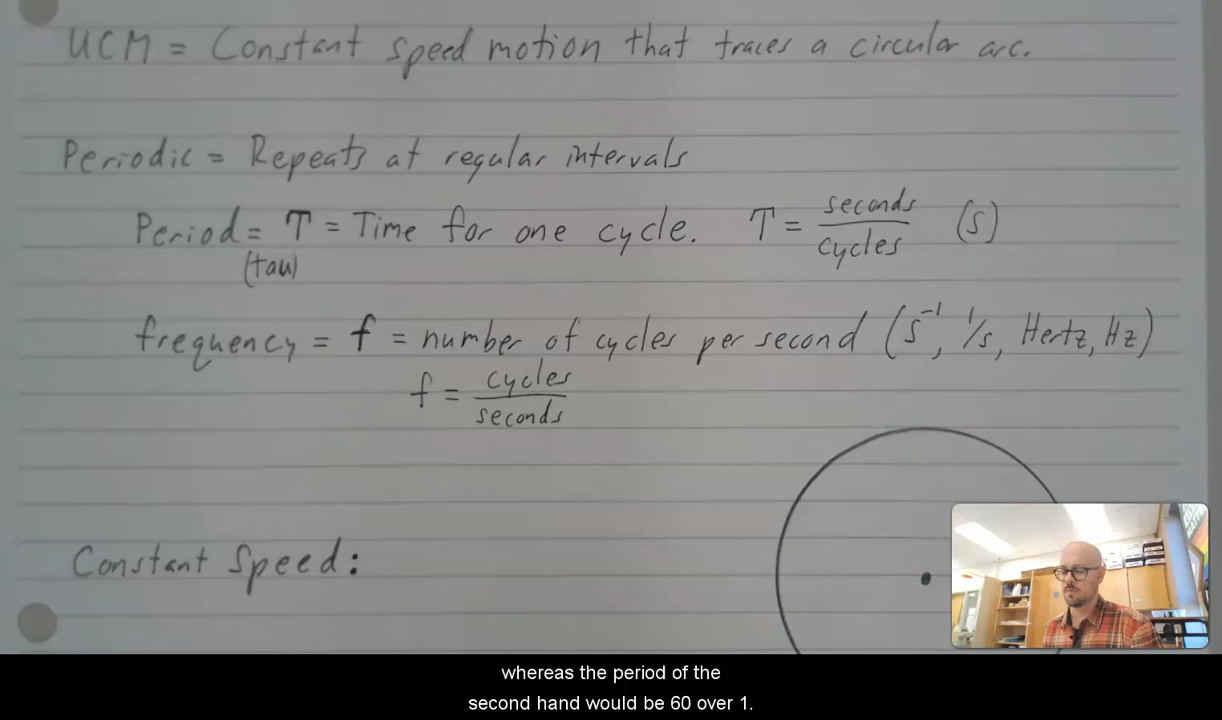 UCM = Constant speed motion that traces a circular arc.
Periodic = Repeats at regular intervals
Period = T = Time for one cycle. T = seconds/cycles (s)
(tau)
frequency = f = number of cycles per second (s⁻¹, 1/s, Hertz, Hz)
f = cycles/seconds
Constant Speed:
whereas the period of the
second hand would be 60 over 1.